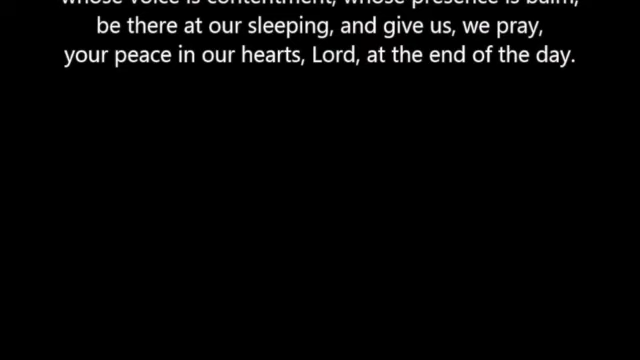 whose voice is contentment, whose presence is balm,
be there at our sleeping, and give us, we pray,
your peace in our hearts, Lord, at the end of the day.